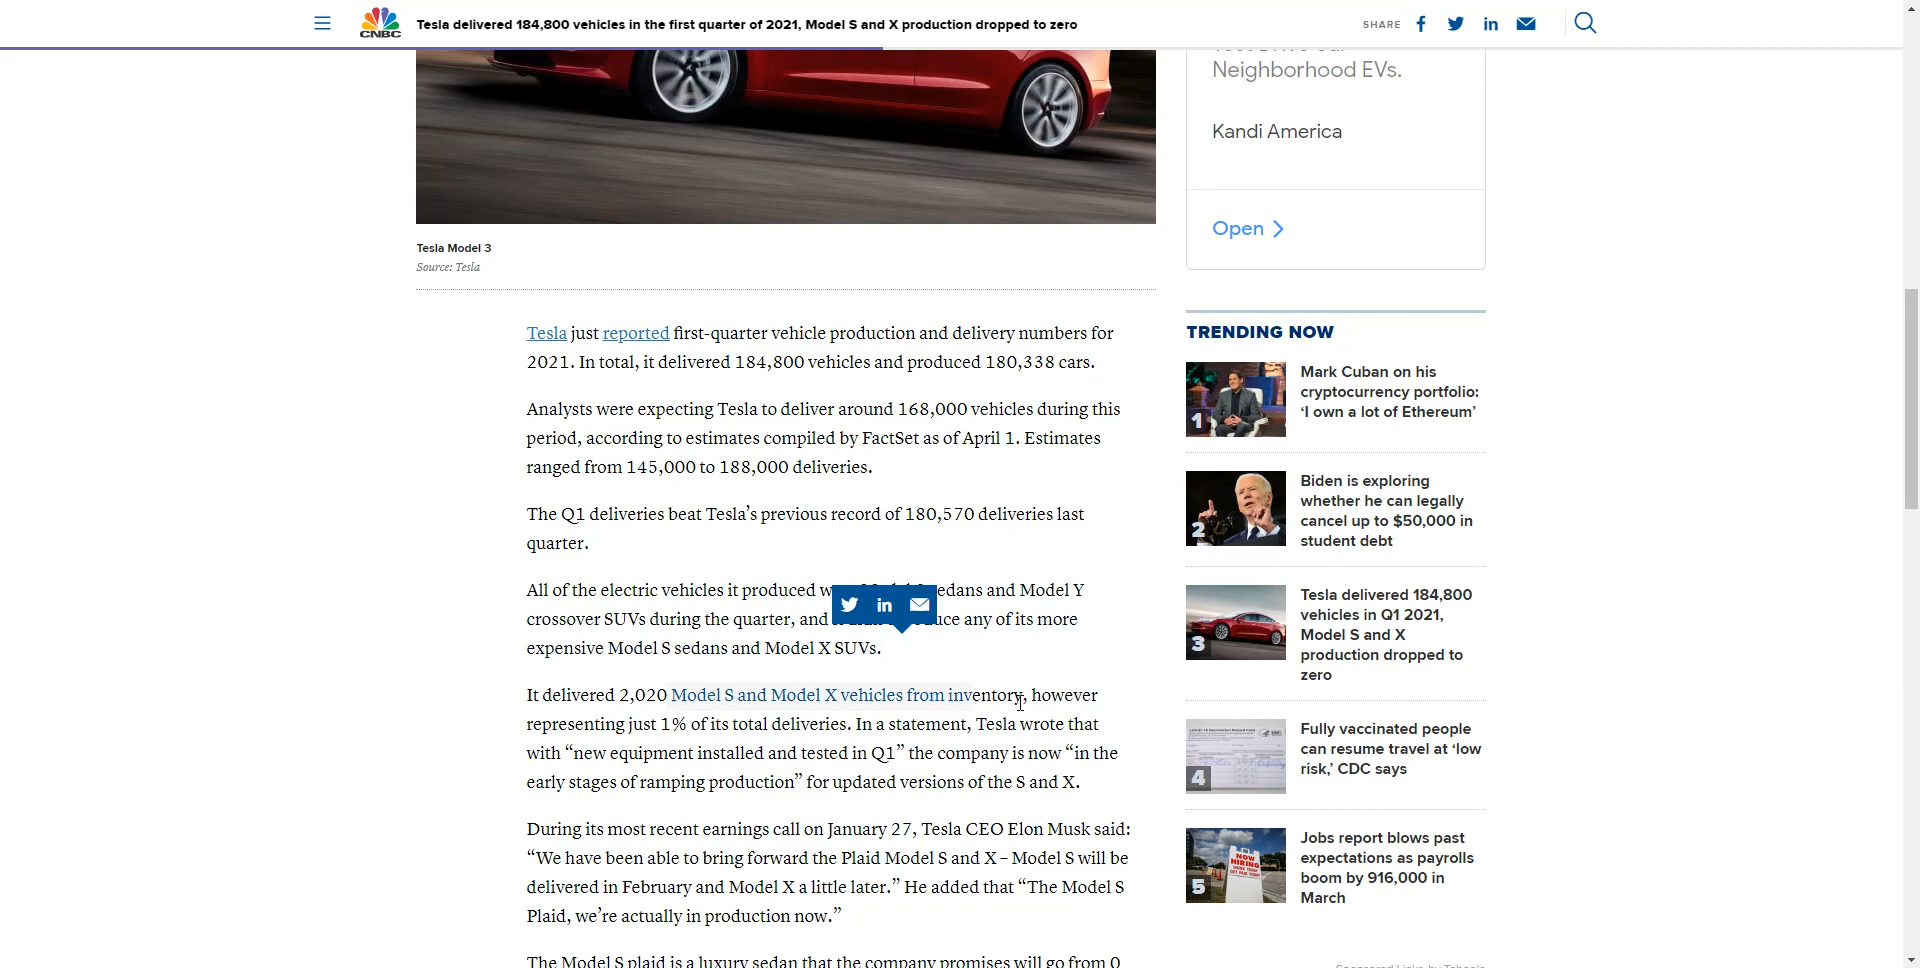 CNBC
Tesla delivered 184,800 vehicles in the first quarter of 2021, Model S and X production dropped to zero
SHARE
Neighborhood EVs.
Kandi America
Open
Tesla Model 3
Source: Tesla
Tesla just reported first-quarter vehicle production and delivery numbers for
2021. In total, it delivered 184,800 vehicles and produced 180,338 cars.
Analysts were expecting Tesla to deliver around 168,000 vehicles during this
period, according to estimates compiled by FactSet as of April 1. Estimates
ranged from 145,000 to 188,000 deliveries.
The Q1 deliveries beat Tesla’s previous record of 180,570 deliveries last
quarter.
All of the electric vehicles it produced edans and Model Y
crossover SUVs during the quarter, and uce any of its more
expensive Model S sedans and Model X SUVs.
It delivered 2,020 Model S and Model X vehicles from inventory, however
representing just 1% of its total deliveries. In a statement, Tesla wrote that
with “new equipment installed and tested in Q1” the company is now “in the
early stages of ramping production” for updated versions of the S and X.
During its most recent earnings call on January 27, Tesla CEO Elon Musk said:
“We have been able to bring forward the Plaid Model S and X – Model S will be
delivered in February and Model X a little later.” He added that “The Model S
Plaid, we’re actually in production now.”
The Model S plaid is a luxury sedan that the company promises will go from 0
TRENDING NOW
1
Mark Cuban on his
cryptocurrency portfolio:
‘I own a lot of Ethereum’
2
Biden is exploring
whether he can legally
cancel up to $50,000 in
student debt
3
Tesla delivered 184,800
vehicles in Q1 2021,
Model S and X
production dropped to
zero
4
Fully vaccinated people
can resume travel at ‘low
risk,’ CDC says
NOW
HIRING
5
Jobs report blows past
expectations as payrolls
boom by 916,000 in
March